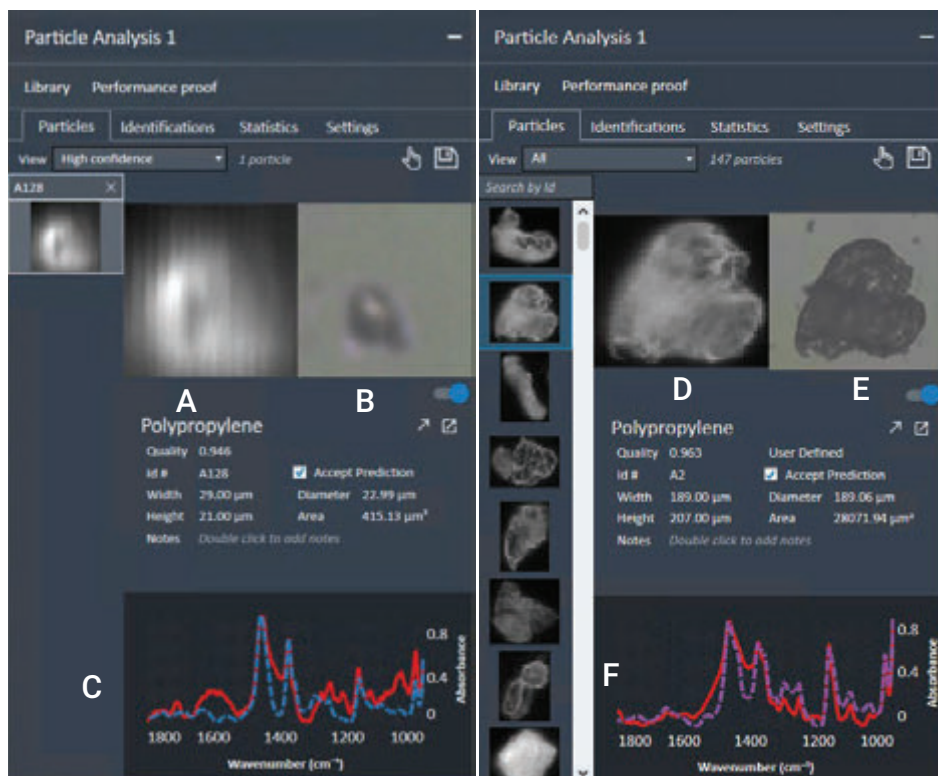 Particle Analysis 1
Library Performance proof
Particles Identifications Statistics Settings
View High confidence 1 particle
A128
A B
Polypropylene
Quality 0.946
Id # A128 Accept Prediction
Width 29.00 µm Diameter 22.99 µm
Height 21.00 µm Area 415.13 µm²
Notes Double click to add notes
C
0.8
0.4
0
Absorbance
1800 1600 1400 1200 1000
Wavenumber (cm⁻¹)
Particle Analysis 1
Library Performance proof
Particles Identifications Statistics Settings
View All 147 particles
Search by Id
D E
Polypropylene
Quality 0.963 User Defined
Id # A2 Accept Prediction
Width 189.00 µm Diameter 189.06 µm
Height 207.00 µm Area 28071.94 µm²
Notes Double click to add notes
F
0.8
0.4
0
Absorbance
1800 1600 1400 1200 1000
Wavenumber (cm⁻¹)